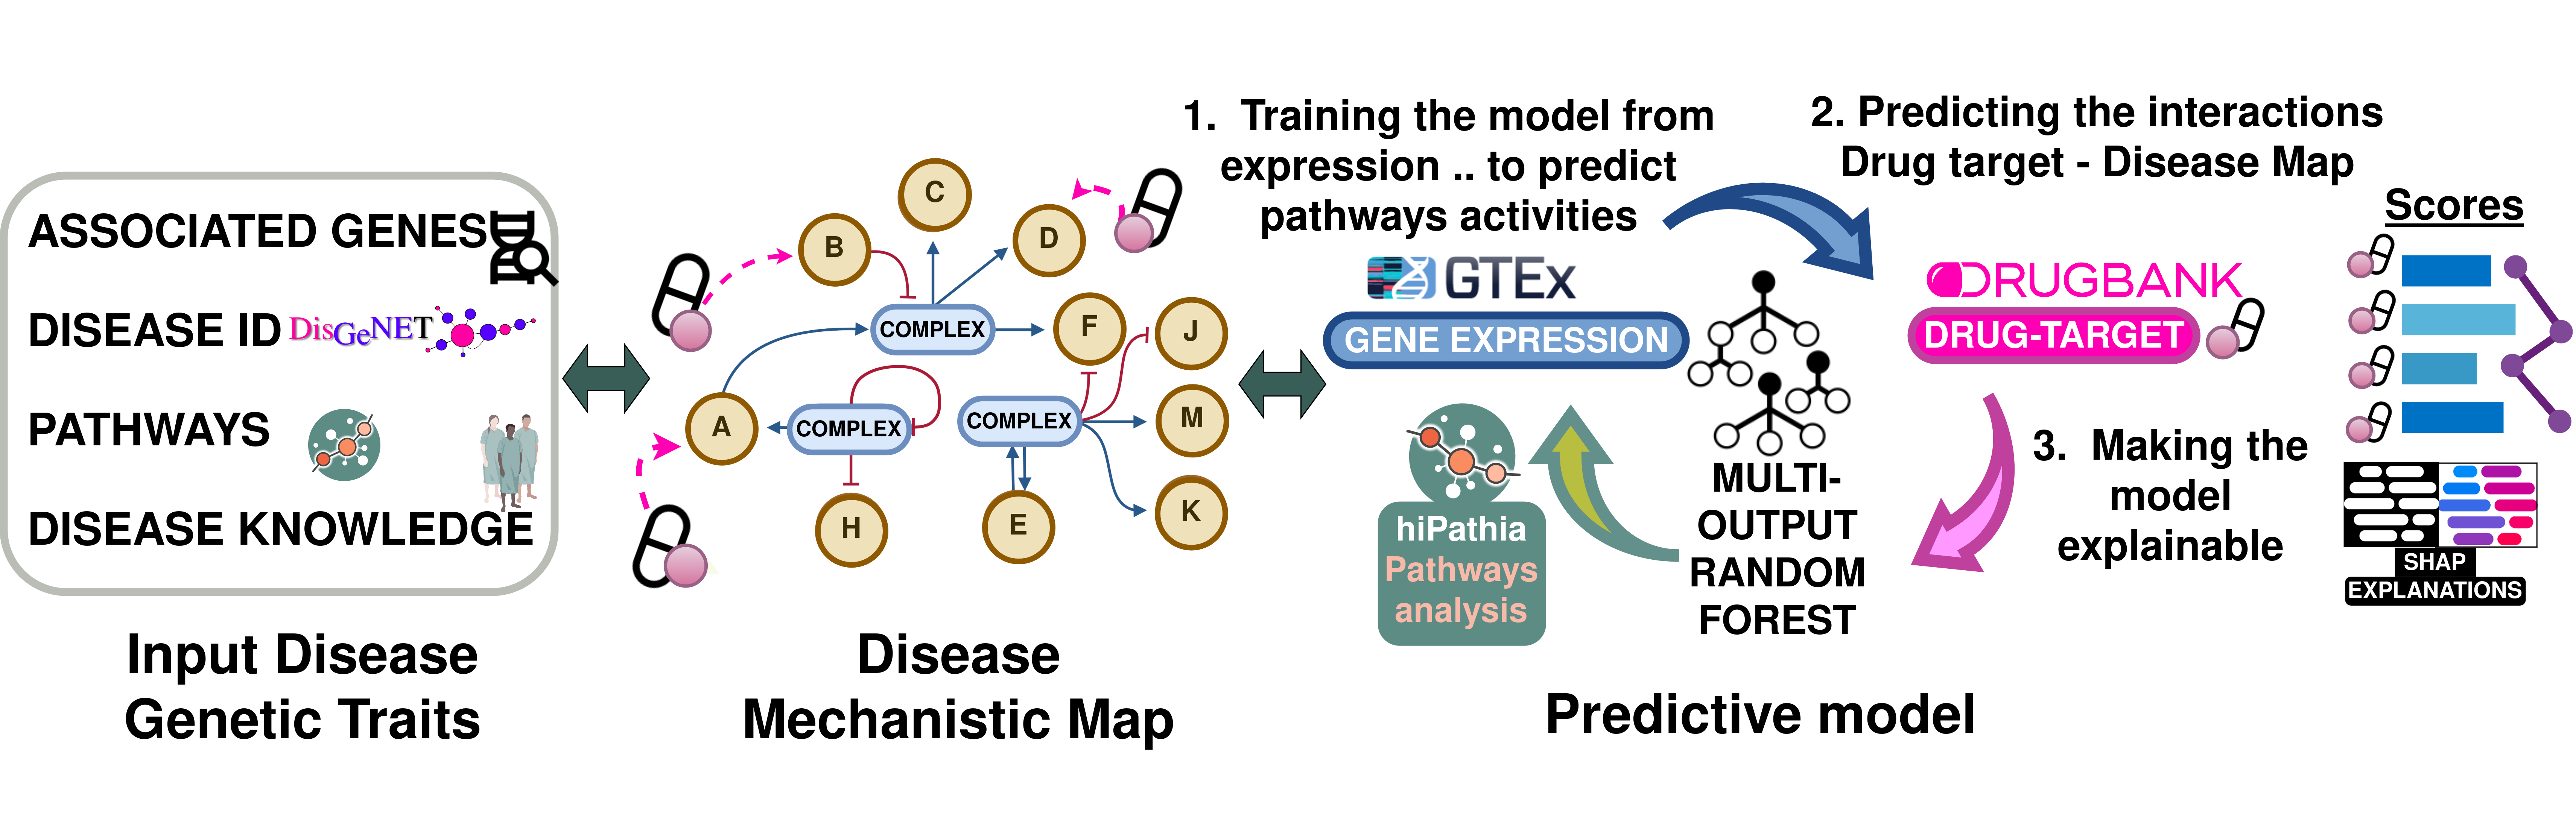 ASSOCIATED GENES
DISEASE ID DisGeNET
PATHWAYS
DISEASE KNOWLEDGE
Input Disease
Genetic Traits
C
B
D
COMPLEX
F
J
A
COMPLEX
COMPLEX
M
H
E
K
Disease
Mechanistic Map
1. Training the model from
expression .. to predict
pathways activities
GTEx
GENE EXPRESSION
hiPathia
Pathways
analysis
MULTI-
OUTPUT
RANDOM
FOREST
2. Predicting the interactions
Drug target - Disease Map
DRUGBANK
DRUG-TARGET
3. Making the
model
explainable
Scores
SHAP
EXPLANATIONS
Predictive model